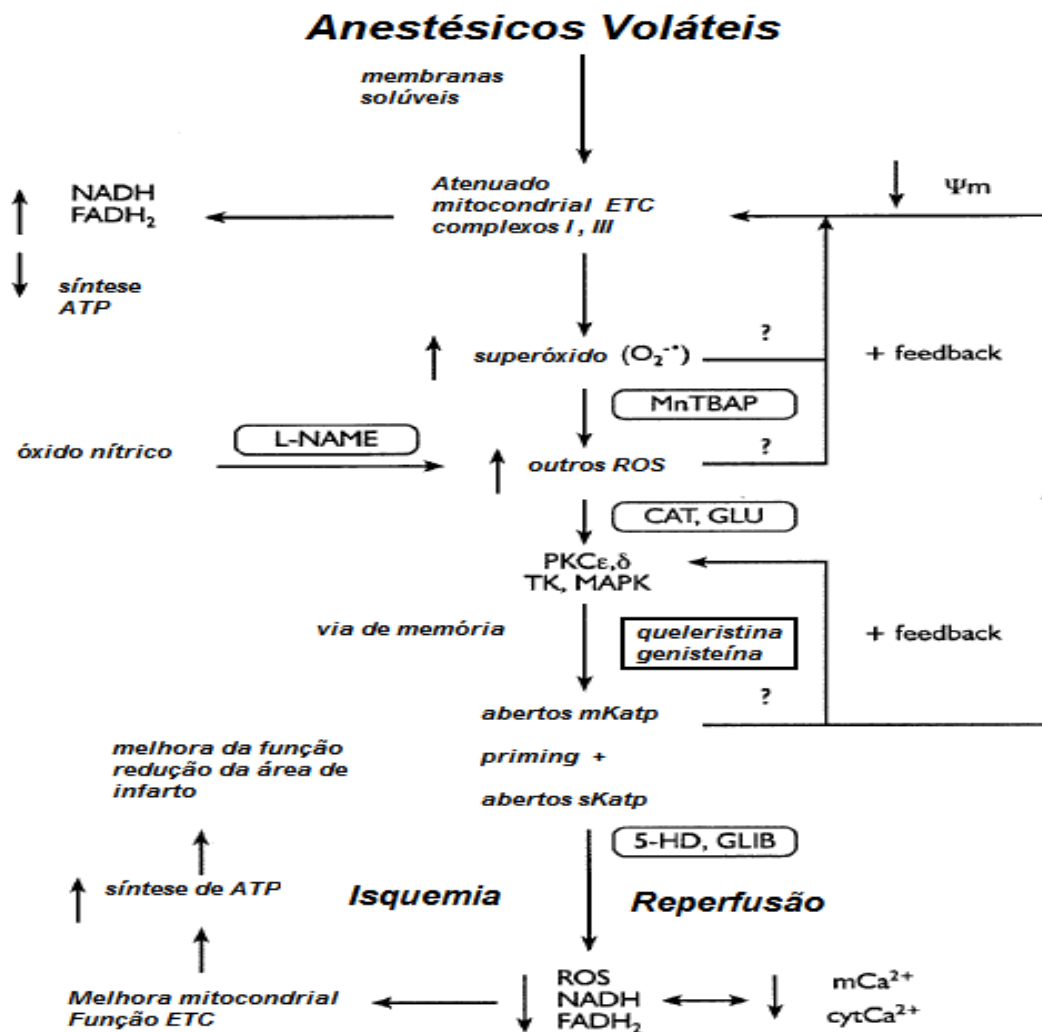 Anestésicos Voláteis
membranas
solúveis
NADH
FADH₂
Atenuado
mitocondrial ETC
complexos I , III
Ψm
síntese
ATP
superóxido (O₂⁻•)
?
+ feedback
MnTBAP
óxido nítrico
L-NAME
outros ROS
?
CAT, GLU
PKCε,δ
TK, MAPK
via de memória
queleristina
genisteína
+ feedback
abertos mKatp
?
melhora da função
redução da área de
infarto
priming +
abertos sKatp
5-HD, GLIB
síntese de ATP
Isquemia
Reperfusão
Melhora mitocondrial
Função ETC
ROS
NADH
FADH₂
mCa²⁺
cytCa²⁺